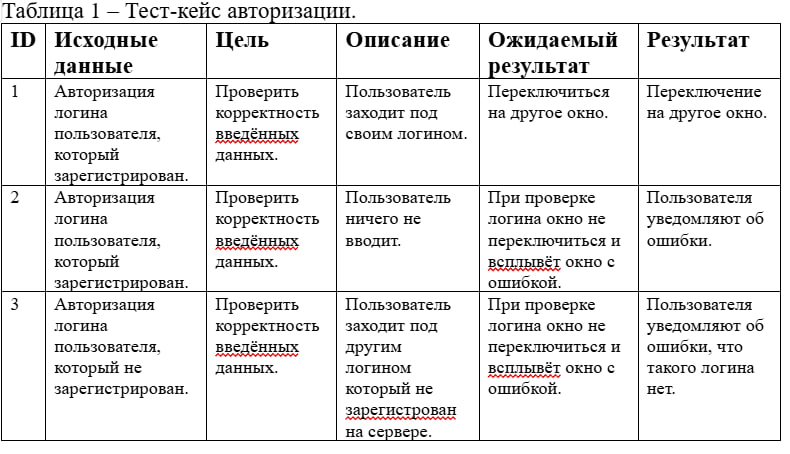 Таблица 1 – Тест-кейс авторизации.
ID Исходные данные Цель Описание Ожидаемый результат Результат
1
Авторизация
логина
пользователя,
который
зарегистрирован.
Проверить
корректность
введённых
данных.
Пользователь
заходит под
своим логином.
Переключиться
на другое окно.
Переключение
на другое окно.
2
Авторизация
логина
пользователя,
который
зарегистрирован.
Проверить
корректность
введённых
данных.
Пользователь
ничего не
вводит.
При проверке
логина окно не
переключиться и
всплывёт окно с
ошибкой.
Пользователя
уведомляют об
ошибки.
3
Авторизация
логина
пользователя,
который не
зарегистрирован.
Проверить
корректность
введённых
данных.
Пользователь
заходит под
другим
логином
который не
зарегистрован
на сервере.
При проверке
логина окно не
переключиться и
всплывёт окно с
ошибкой.
Пользователя
уведомляют об
ошибки, что
такого логина
нет.